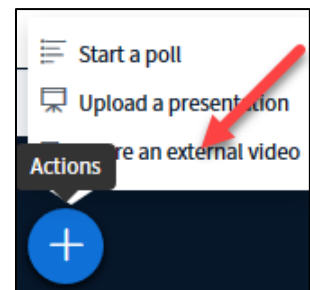 Start a poll
Upload a presentation
re an external video
Actions